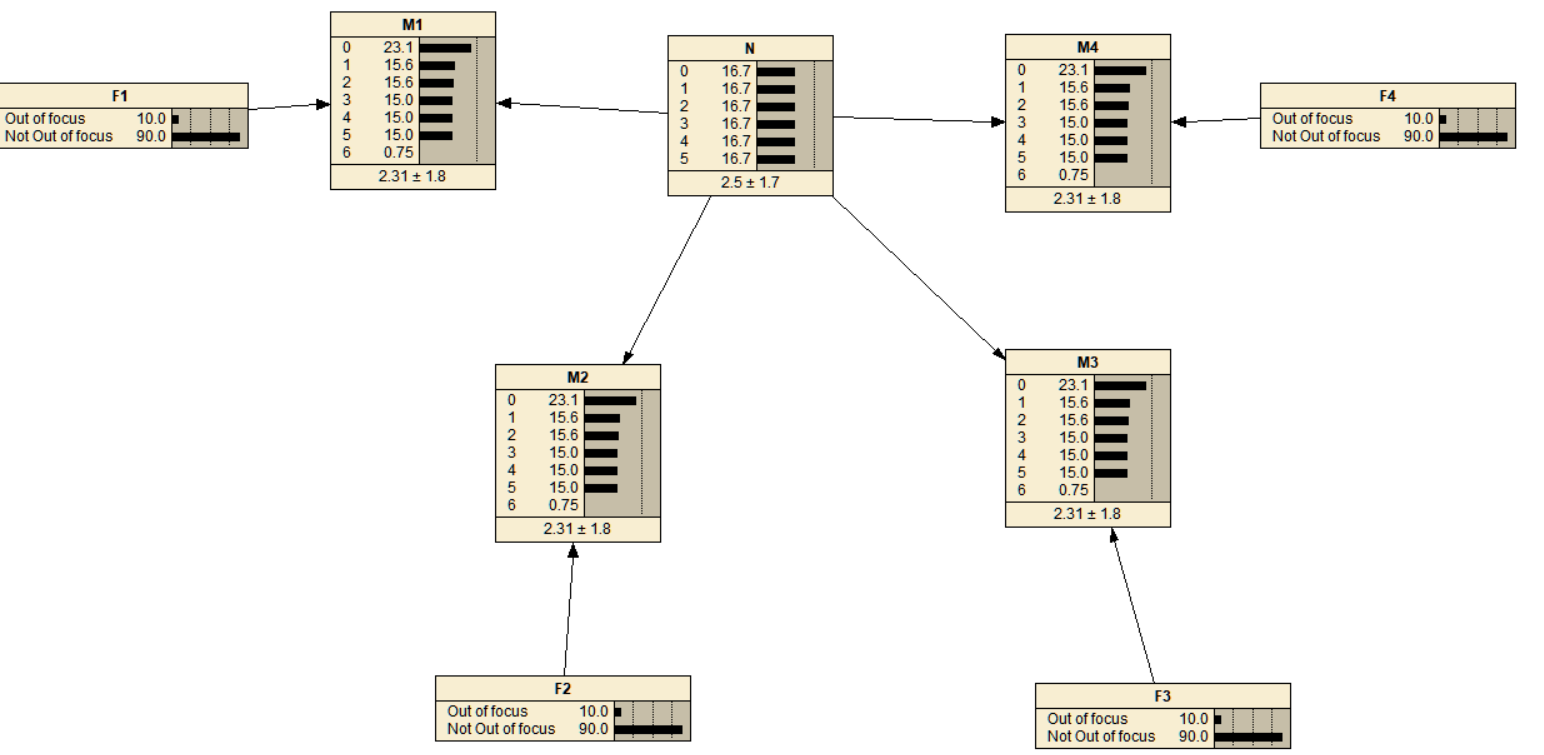 M1
0 23.1
1 15.6
2 15.6
3 15.0
4 15.0
5 15.0
6 0.75
2.31 ± 1.8
N
0 16.7
1 16.7
2 16.7
3 16.7
4 16.7
5 16.7
2.5 ± 1.7
M4
0 23.1
1 15.6
2 15.6
3 15.0
4 15.0
5 15.0
6 0.75
2.31 ± 1.8
F1
Out of focus 10.0
Not Out of focus 90.0
F4
Out of focus 10.0
Not Out of focus 90.0
M2
0 23.1
1 15.6
2 15.6
3 15.0
4 15.0
5 15.0
6 0.75
2.31 ± 1.8
M3
0 23.1
1 15.6
2 15.6
3 15.0
4 15.0
5 15.0
6 0.75
2.31 ± 1.8
F2
Out of focus 10.0
Not Out of focus 90.0
F3
Out of focus 10.0
Not Out of focus 90.0